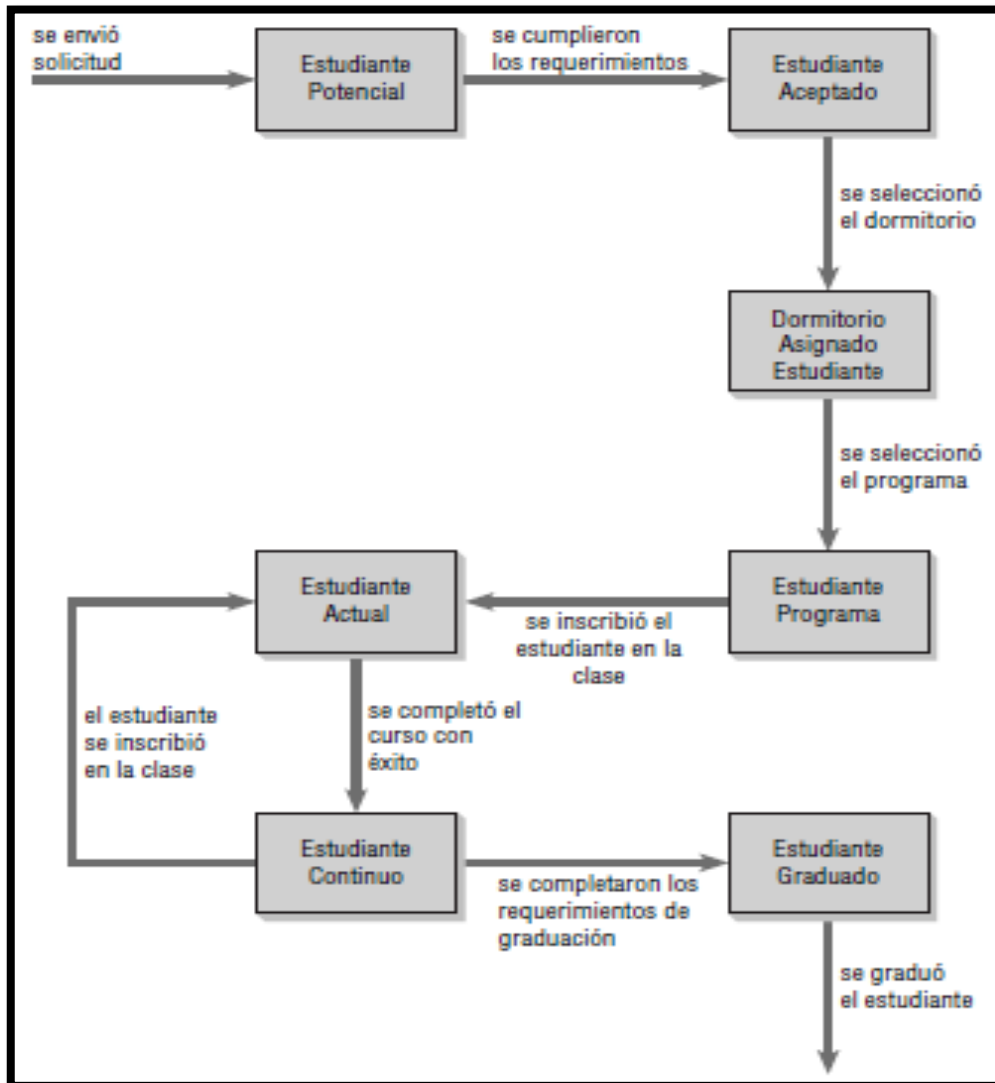 se envió
solicitud
Estudiante
Potencial
se cumplieron
los requerimientos
Estudiante
Aceptado
se seleccionó
el dormitorio
Dormitorio
Asignado
Estudiante
se seleccionó
el programa
Estudiante
Programa
se inscribió el
estudiante en la
clase
Estudiante
Actual
se completó el
curso con
éxito
el estudiante
se inscribió
en la clase
Estudiante
Continuo
se completaron los
requerimientos de
graduación
Estudiante
Graduado
se graduó
el estudiante